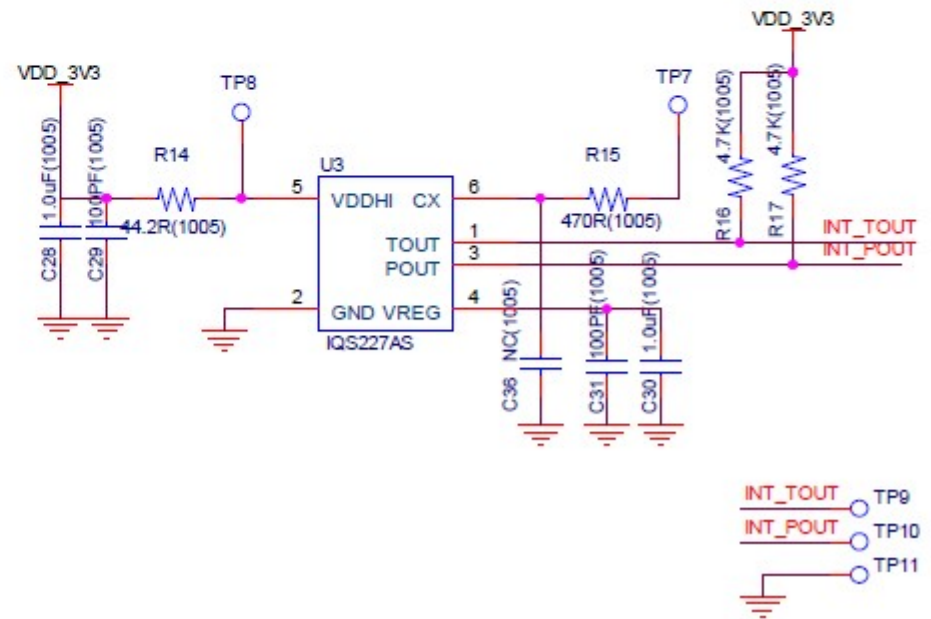 VDD_3V3
VDD_3V3
TP8
TP7
1.0uF(1005)
100PF(1005)
4.7K(1005)
4.7K(1005)
R14
U3
R15
5
VDDHI
CX
6
44.2R(1005)
470R(1005)
R16
R17
INT_TOUT
TOUT
1
INT_POUT
POUT
3
C28
C29
2
GND
VREG
4
IQS227AS
NC(1005)
100PF(1005)
1.0uF(1005)
C36
C31
C30
INT_TOUT
TP9
INT_POUT
TP10
TP11